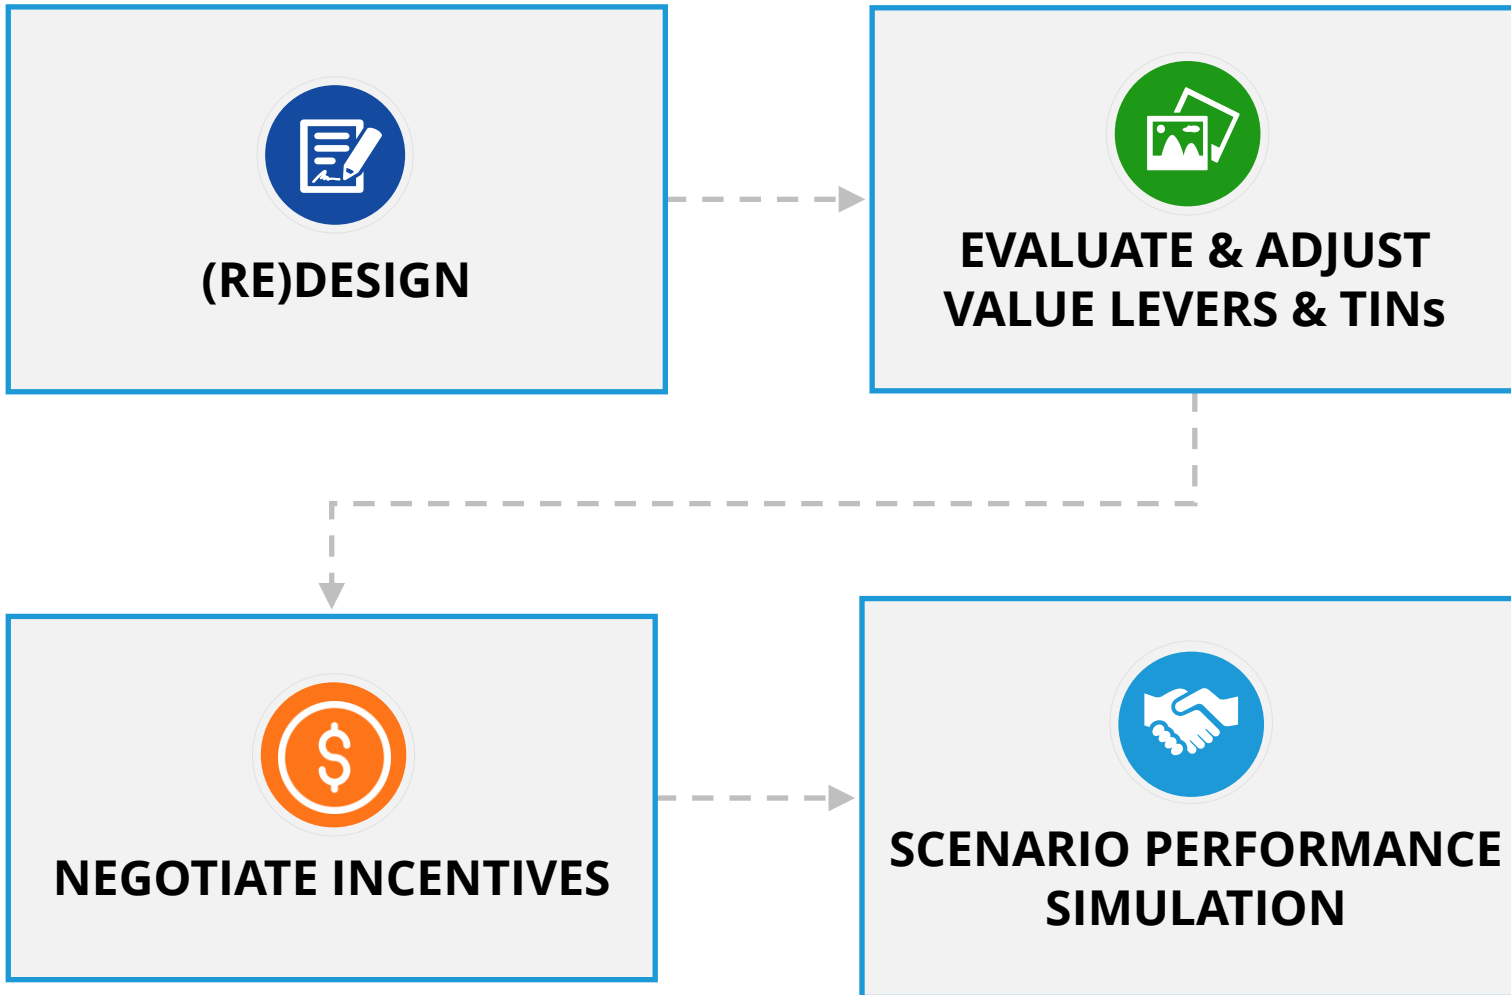 (RE)DESIGN
EVALUATE & ADJUST
VALUE LEVERS & TINs
NEGOTIATE INCENTIVES
SCENARIO PERFORMANCE
SIMULATION